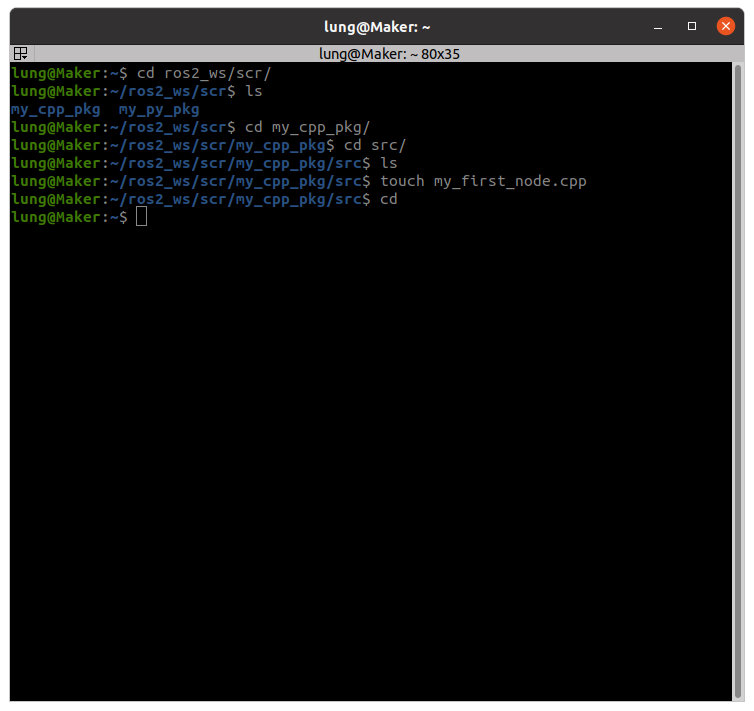 lung@Maker: ~
lung@Maker: ~ 80x35
lung@Maker:~$ cd ros2_ws/scr/
lung@Maker:~/ros2_ws/scr$ ls
my_cpp_pkg  my_py_pkg
lung@Maker:~/ros2_ws/scr$ cd my_cpp_pkg/
lung@Maker:~/ros2_ws/scr/my_cpp_pkg$ cd src/
lung@Maker:~/ros2_ws/scr/my_cpp_pkg/src$ ls
lung@Maker:~/ros2_ws/scr/my_cpp_pkg/src$ touch my_first_node.cpp
lung@Maker:~/ros2_ws/scr/my_cpp_pkg/src$ cd
lung@Maker:~$